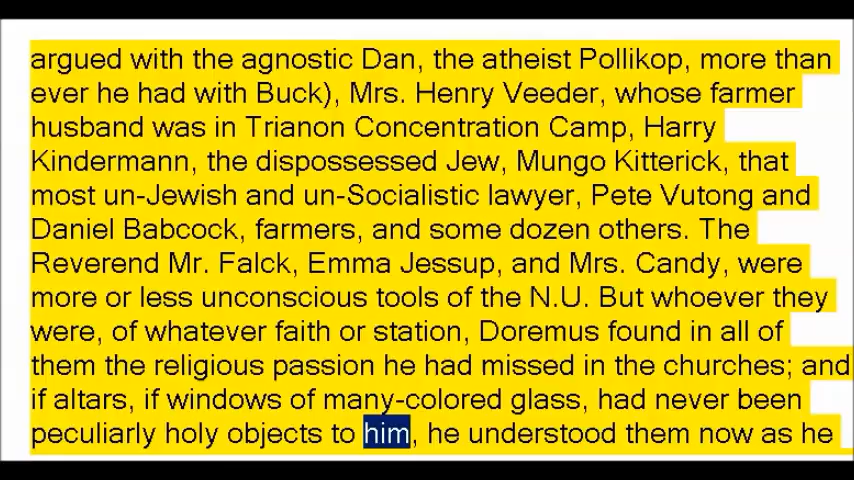 argued with the agnostic Dan, the atheist Pollikop, more than
ever he had with Buck), Mrs. Henry Veeder, whose farmer
husband was in Trianon Concentration Camp, Harry
Kindermann, the dispossessed Jew, Mungo Kitterick, that
most un-Jewish and un-Socialistic lawyer, Pete Vutong and
Daniel Babcock, farmers, and some dozen others. The
Reverend Mr. Falck, Emma Jessup, and Mrs. Candy, were
more or less unconscious tools of the N.U. But whoever they
were, of whatever faith or station, Doremus found in all of
them the religious passion he had missed in the churches; and
if altars, if windows of many-colored glass, had never been
peculiarly holy objects to him, he understood them now as he